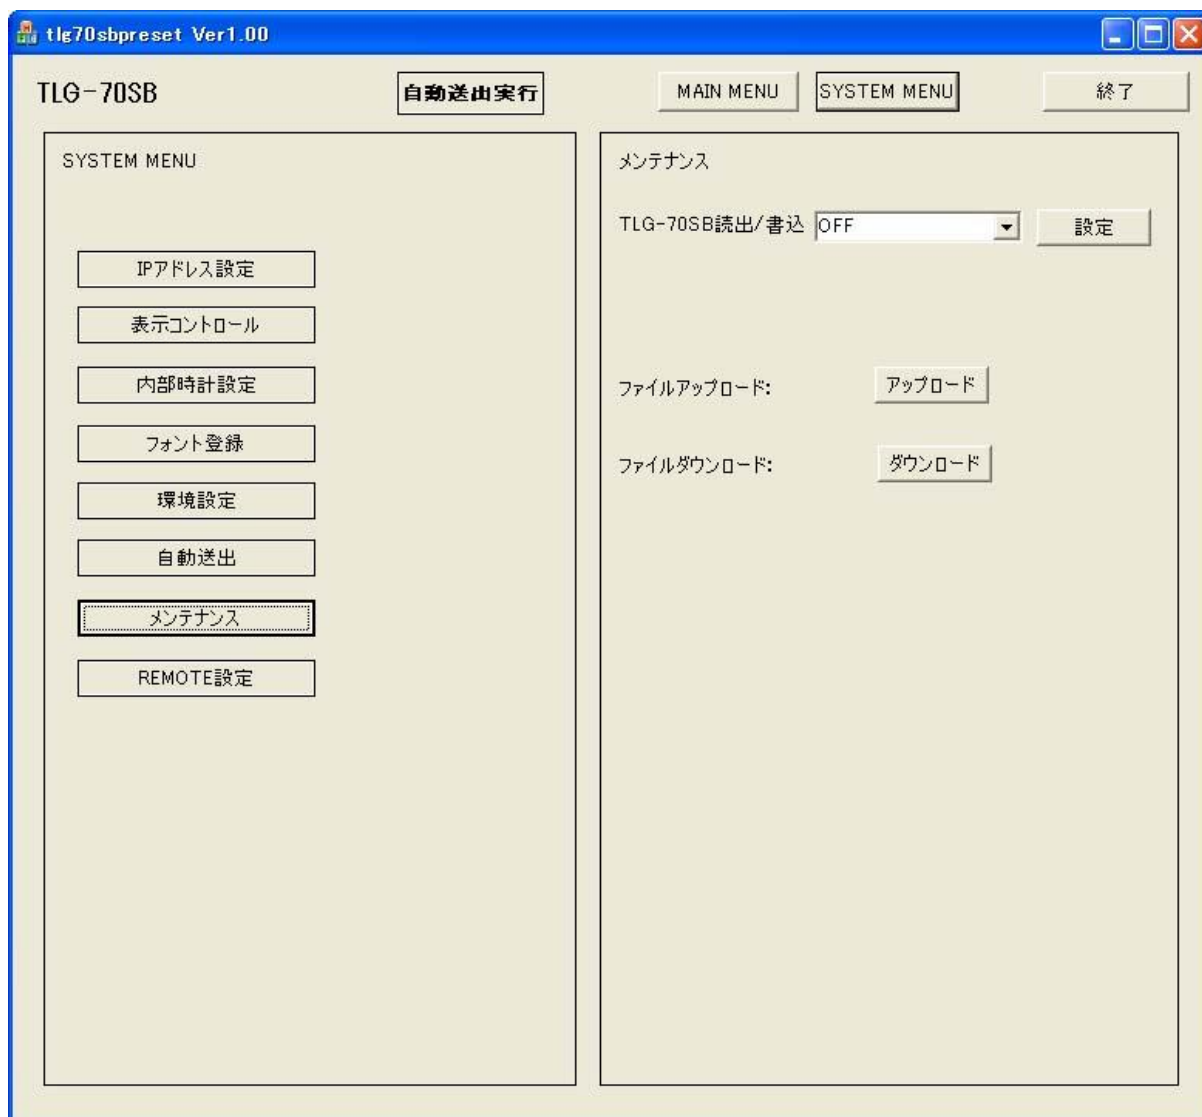 tlg70sbpreset Ver1.00
TLG-70SB
自動送出実行
MAIN MENU
SYSTEM MENU
終了
SYSTEM MENU
IPアドレス設定
表示コントロール
内部時計設定
フォント登録
環境設定
自動送出
メンテナンス
REMOTE設定
メンテナンス
TLG-70SB読出/書込 OFF 設定
ファイルアップロード: アップロード
ファイルダウンロード: ダウンロード